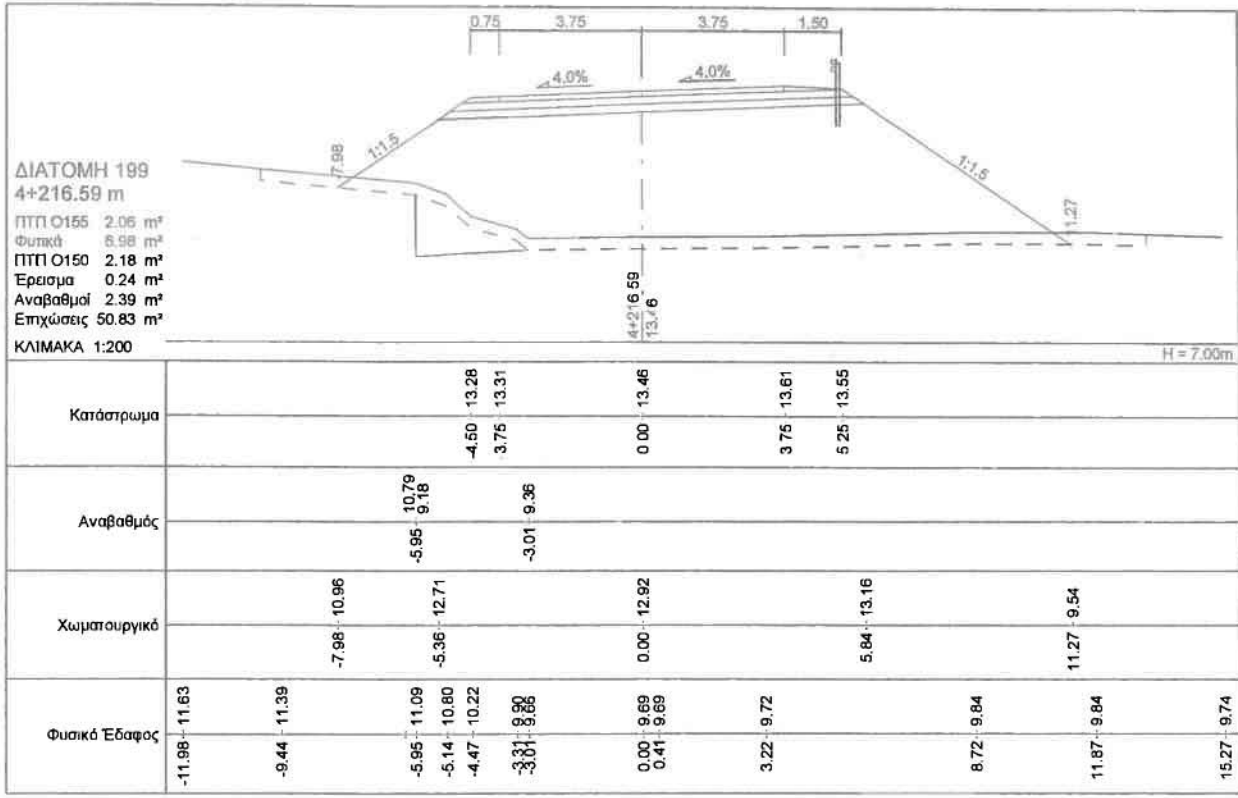 0.75 3.75 3.75 1.50
4.0% 4.0%
1:1.5
7.98
1:1.5
11.27
ΔΙΑΤΟΜΗ 199
4+216.59 m
ΠΤΠ Ο155 2.06 m²
Φυτικά 6.98 m²
ΠΤΠ Ο150 2.18 m²
Έρεισμα 0.24 m²
Αναβαθμοί 2.39 m²
Επιχώσεις 50.83 m²
ΚΛΙΜΑΚΑ 1:200
4+216.59
13.46
H = 7.00m
Κατάστρωμα
13.28 13.31 13.46 13.61 13.55
-4.50 3.75 0 00 3 75 5 25
Αναβαθμός
10.79 9.18 9.36
-5.95 -3.01
Χωματουργικά
10.96 12.71 12.92 13.16 9.54
-7.98 -5.36 0.00 5.84 11.27
Φυσικό Έδαφος
11.63 11.39 11.09 10.80 10.22 9.90 9.66 9.69 9.69 9.72 9.84 9.84 9.74
-11.98 -9.44 -5.95 -5.14 -4.47 -3.31 -3.01 0.00 0.41 3.22 8.72 11.87 15.27